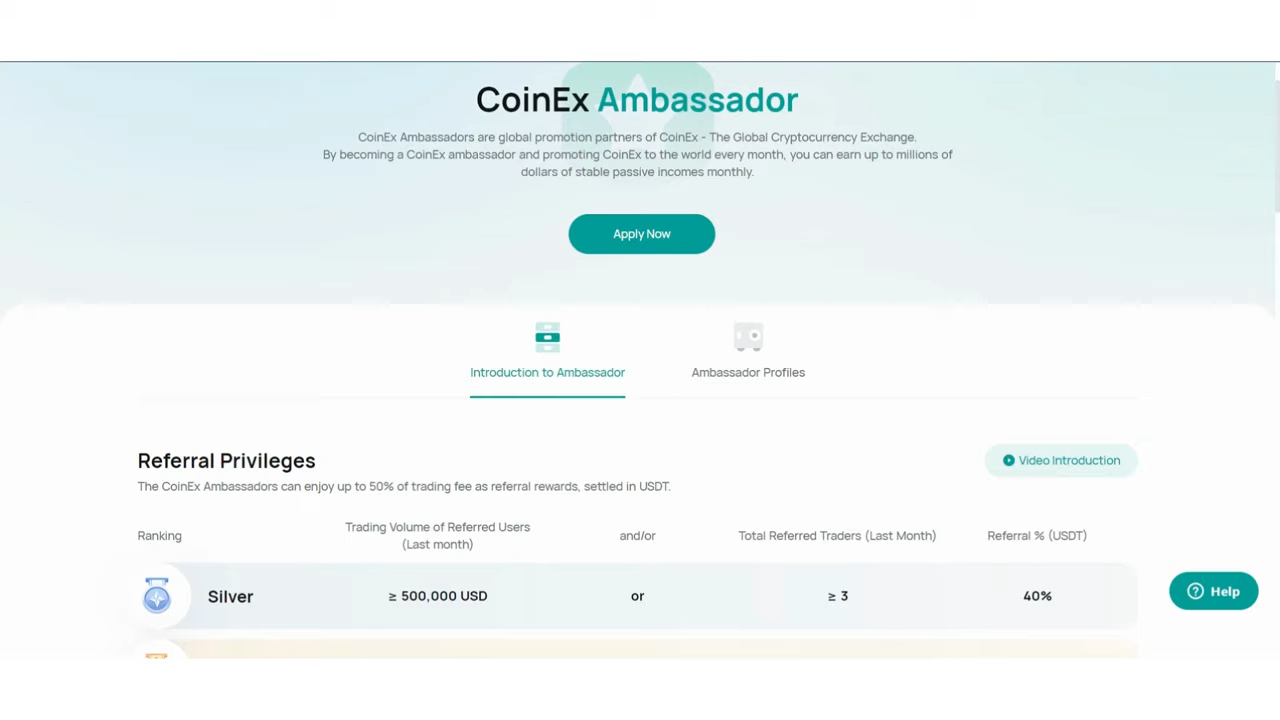 CoinEx Ambassador
CoinEx Ambassadors are global promotion partners of CoinEx - The Global Cryptocurrency Exchange.
By becoming a CoinEx ambassador and promoting CoinEx to the world every month, you can earn up to millions of
dollars of stable passive incomes monthly.
Apply Now
Introduction to Ambassador
Ambassador Profiles
Referral Privileges
Video Introduction
The CoinEx Ambassadors can enjoy up to 50% of trading fee as referral rewards, settled in USDT.
Ranking
Trading Volume of Referred Users
(Last month)
and/or
Total Referred Traders (Last Month)
Referral % (USDT)
Silver
≥ 500,000 USD
or
≥ 3
40%
Help